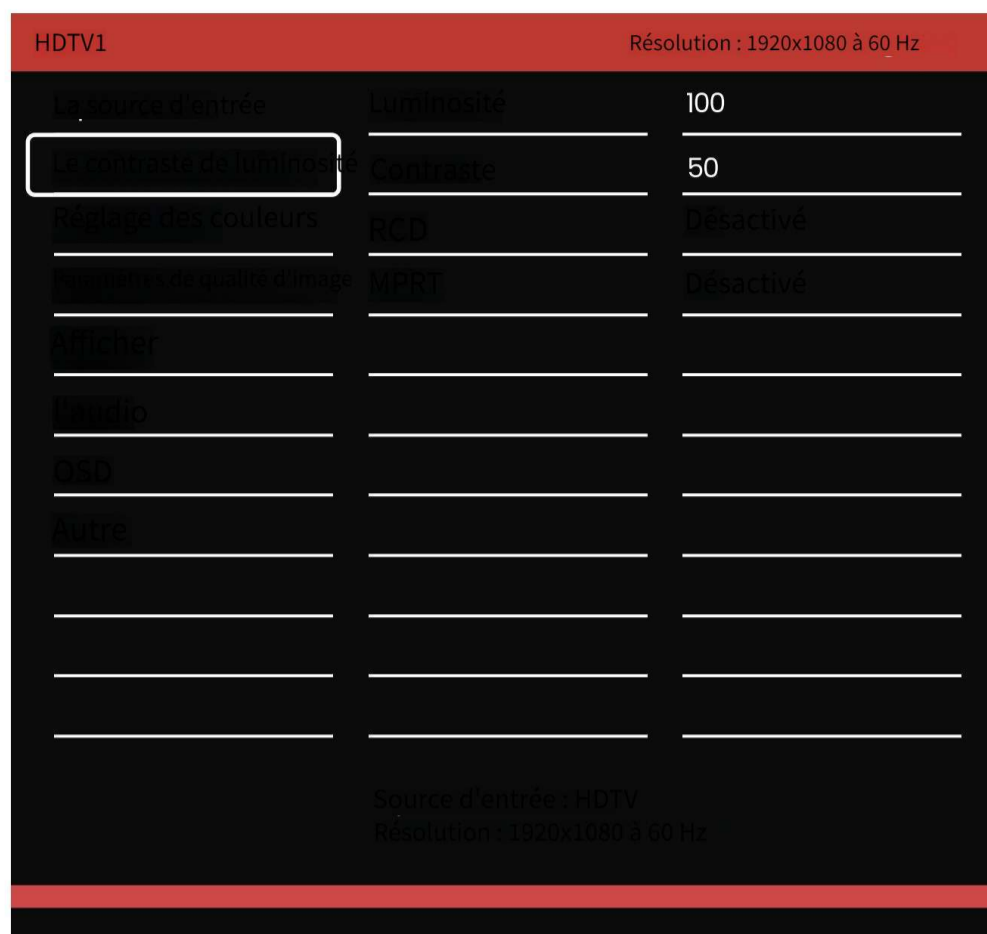 HDTV1
Résolution : 1920x1080 à 60 Hz
La source d'entrée
Luminosité
100
Le contraste de luminosité
Contraste
50
Réglage des couleurs
RCD
Désactivé
Paramètres de qualité d'image
MPRT
Désactivé
Afficher
L'audio
OSD
Autre
Source d'entrée : HDTV
Résolution : 1920x1080 à 60 Hz